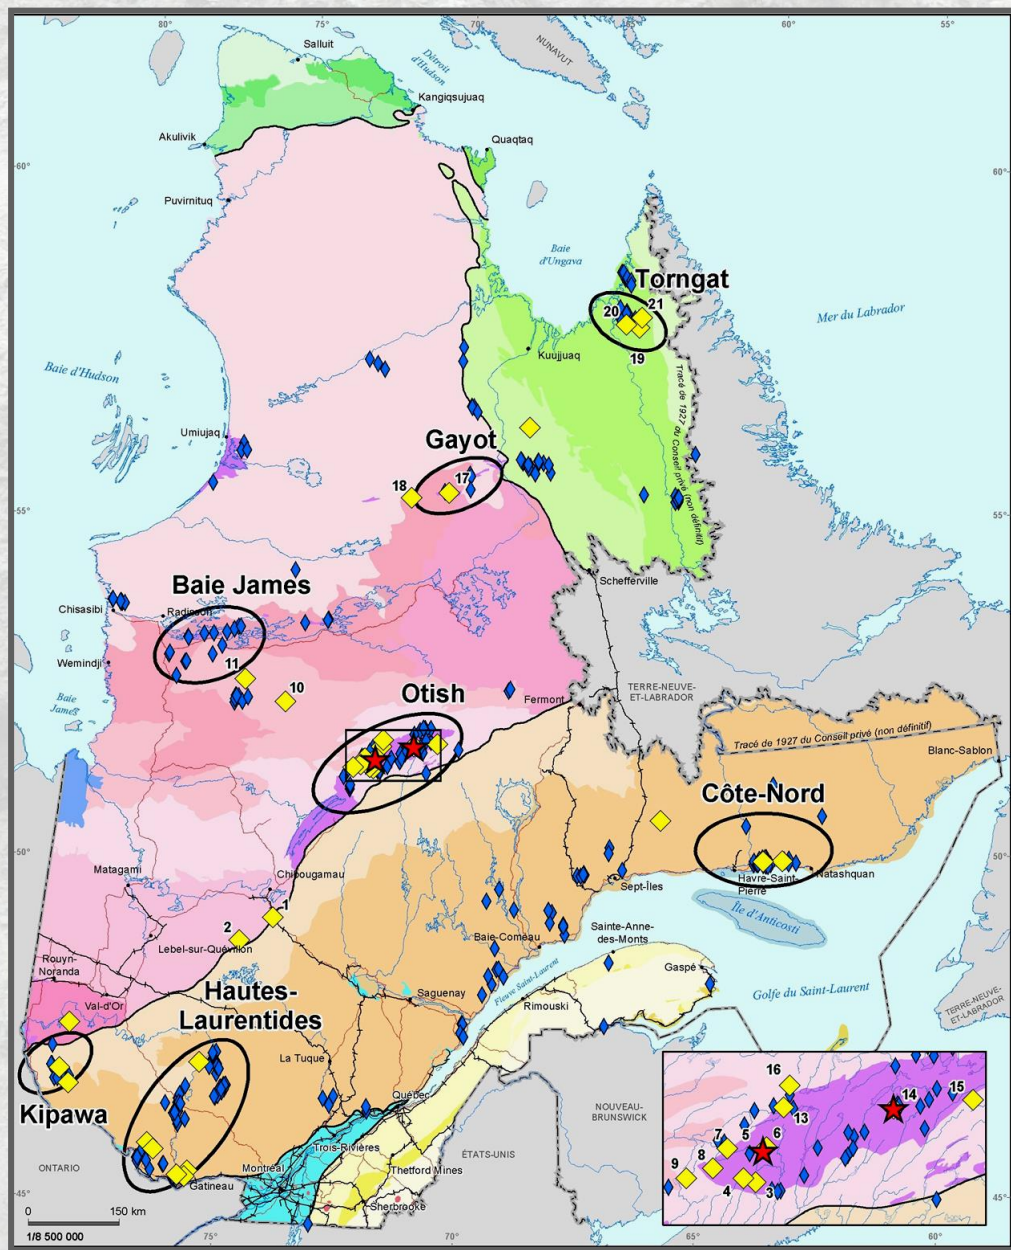 80°
75°
70°
60°
55°
Salluit
Détroit
d'Hudson
NUNAVUT
Kangiqsujuaq
Akulivik
Quaqtaq
60°
60°
Puvirnituq
Baie
d'Ungava
Torngat
21
20
19
Mer du Labrador
Kuujjuaq
Baie d'Hudson
Tracé de 1927 du Conseil privé (non définitif)
Umiujaq
Gayot
17
18
55°
55°
Schefferville
Baie James
Chisasibi
Radisson
Wemindji
11
10
Otish
TERRE-NEUVE-
ET-LABRADOR
Fermont
Baie
James
Tracé de 1927 du Conseil privé (non définitif)
Blanc-Sablon
Côte-Nord
50°
50°
Matagami
Chibougamau
Sept-Îles
Havre-Saint-
Pierre
Natashquan
1
2
Île d'Anticosti
Lebel-sur-Quévillon
Baie-Comeau
Sainte-Anne-
des-Monts
Rouyn-
Noranda
Gaspé
Val-d'Or
Hautes-
Laurentides
Saguenay
Fleuve Saint-Laurent
Rimouski
Golfe du Saint-Laurent
TERRE-NEUVE-
ET-LABRADOR
La Tuque
Kipawa
Québec
NOUVEAU-
BRUNSWICK
16
14
15
13
7
5
6
8
9
4
3
ONTARIO
Trois-Rivières
ÉTATS-UNIS
Montréal
Thetford Mines
Gatineau
45°
45°
Sherbrooke
0
150 km
1/8 500 000
75°
70°
65°
60°